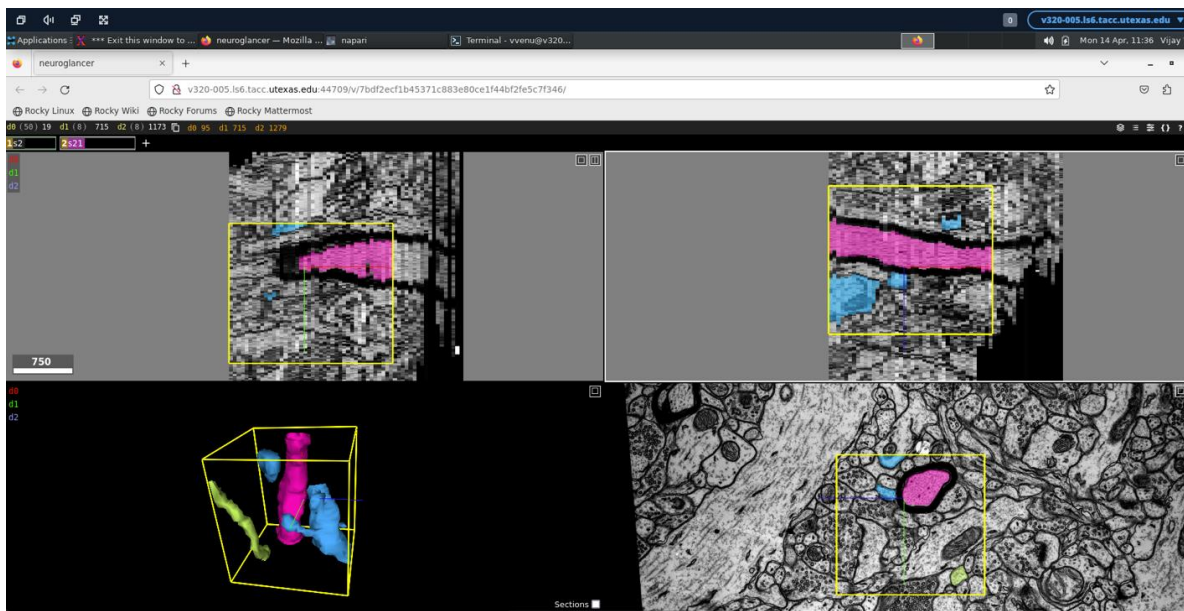 0 v320-005.ls6.tacc.utexas.edu ▼
Applications : *** Exit this window to ... neuroglancer — Mozilla ... napari Terminal - vvenu@v320... Mon 14 Apr, 11:36 Vijay
neuroglancer × +
v320-005.ls6.tacc.utexas.edu:44709/v/7bdf2ecf1b45371c883e80ce1f44bf2fe5c7f346/
Rocky Linux Rocky Wiki Rocky Forums Rocky Mattermost
d0 (50) 19 d1 (8) 715 d2 (8) 1173 d0 95 d1 715 d2 1279 {} ?
1 s2 2 s21 +
d0
d1
d2
750
d0
d1
d2
Sections